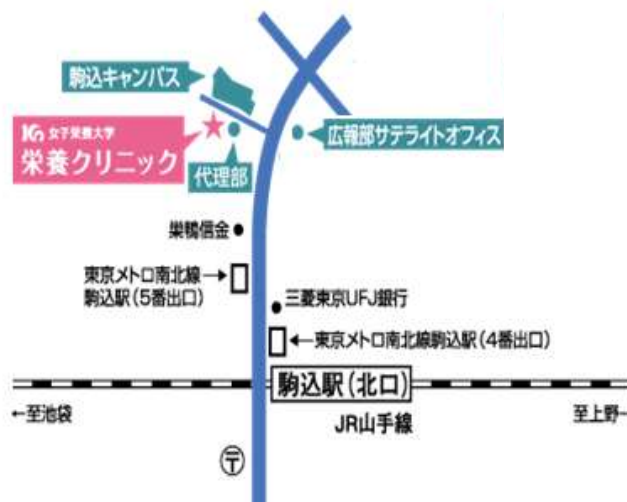 駒込キャンパス
女子栄養大学
栄養クリニック
代理部
広報部サテライトオフィス
巣鴨信金
東京メトロ南北線→
駒込駅(5番出口)
三菱東京UFJ銀行
←東京メトロ南北線駒込駅(4番出口)
駒込駅(北口)
←至池袋
JR山手線
至上野
〒